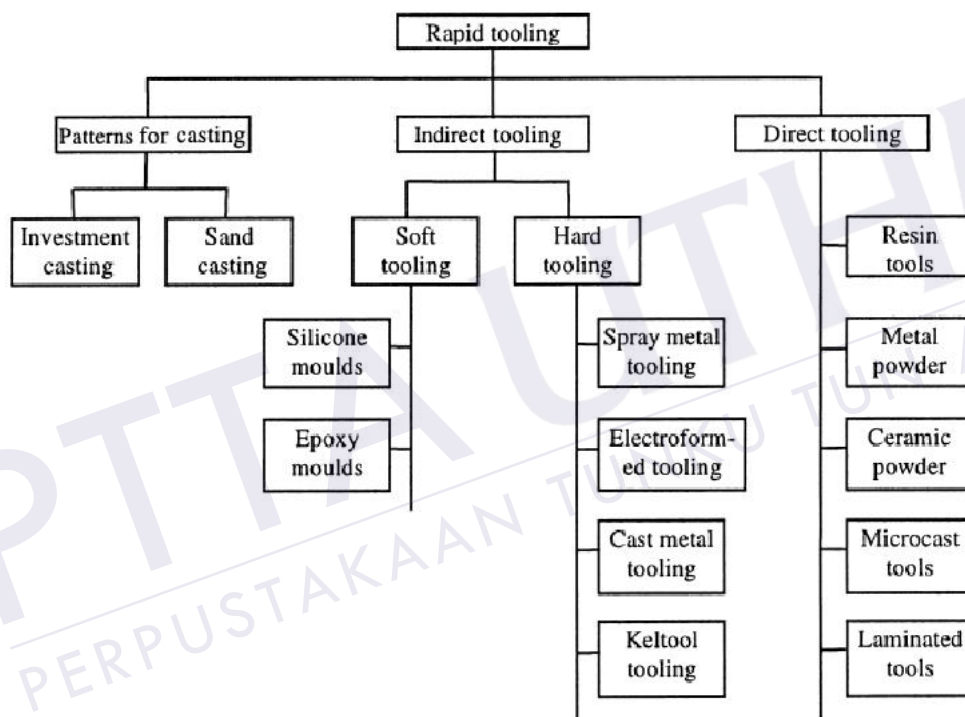 Rapid tooling
Patterns for casting
Indirect tooling
Direct tooling
Investment
casting
Sand
casting
Soft
tooling
Hard
tooling
Resin
tools
Silicone
moulds
Spray metal
tooling
Metal
powder
Epoxy
moulds
Electroform-
ed tooling
Ceramic
powder
Cast metal
tooling
Microcast
tools
Keltool
tooling
Laminated
tools
PTTA UTH
PERPUSTAKAAN TUNKU TUN A